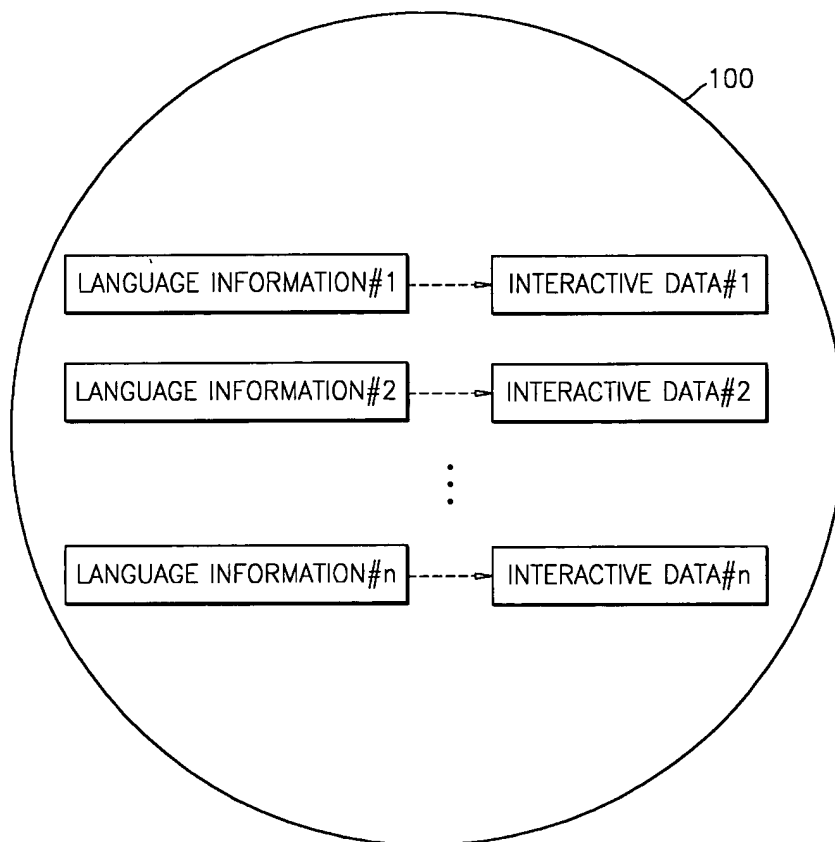 100
LANGUAGE INFORMATION#1 INTERACTIVE DATA#1
LANGUAGE INFORMATION#2 INTERACTIVE DATA#2
LANGUAGE INFORMATION#n INTERACTIVE DATA#n